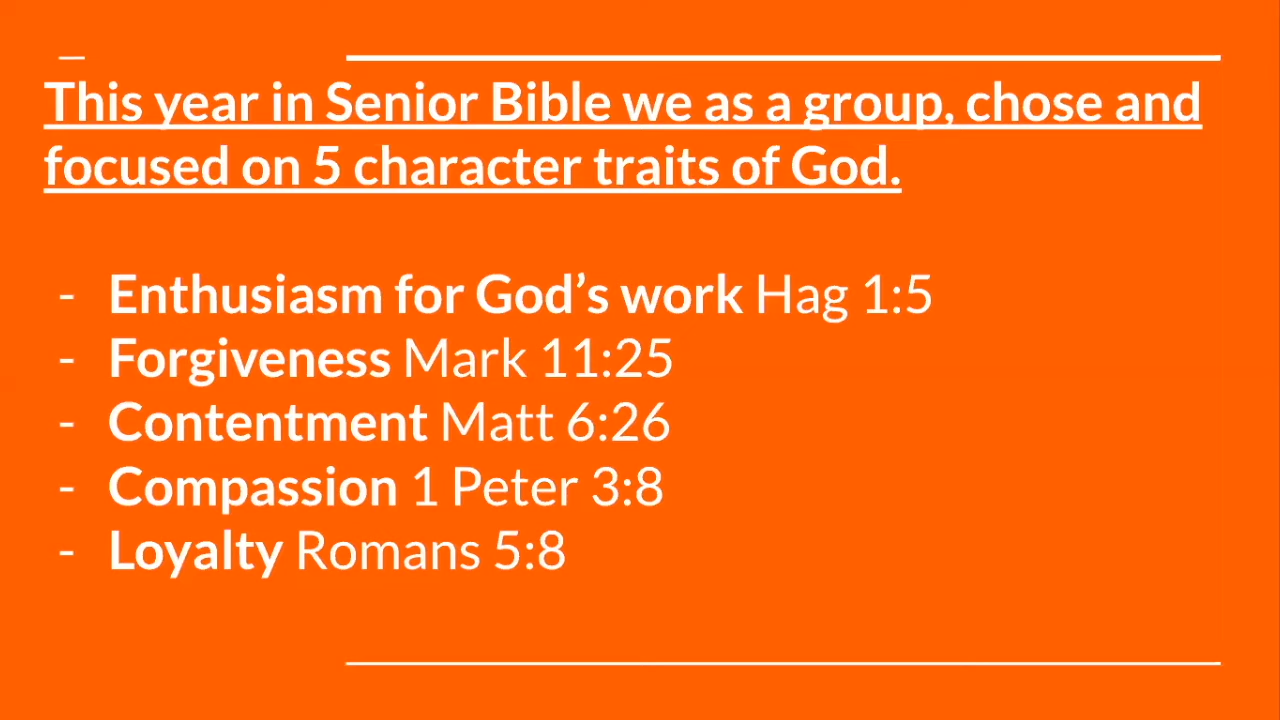 This year in Senior Bible we as a group, chose and
focused on 5 character traits of God.
- Enthusiasm for God’s work Hag 1:5
- Forgiveness Mark 11:25
- Contentment Matt 6:26
- Compassion 1 Peter 3:8
- Loyalty Romans 5:8